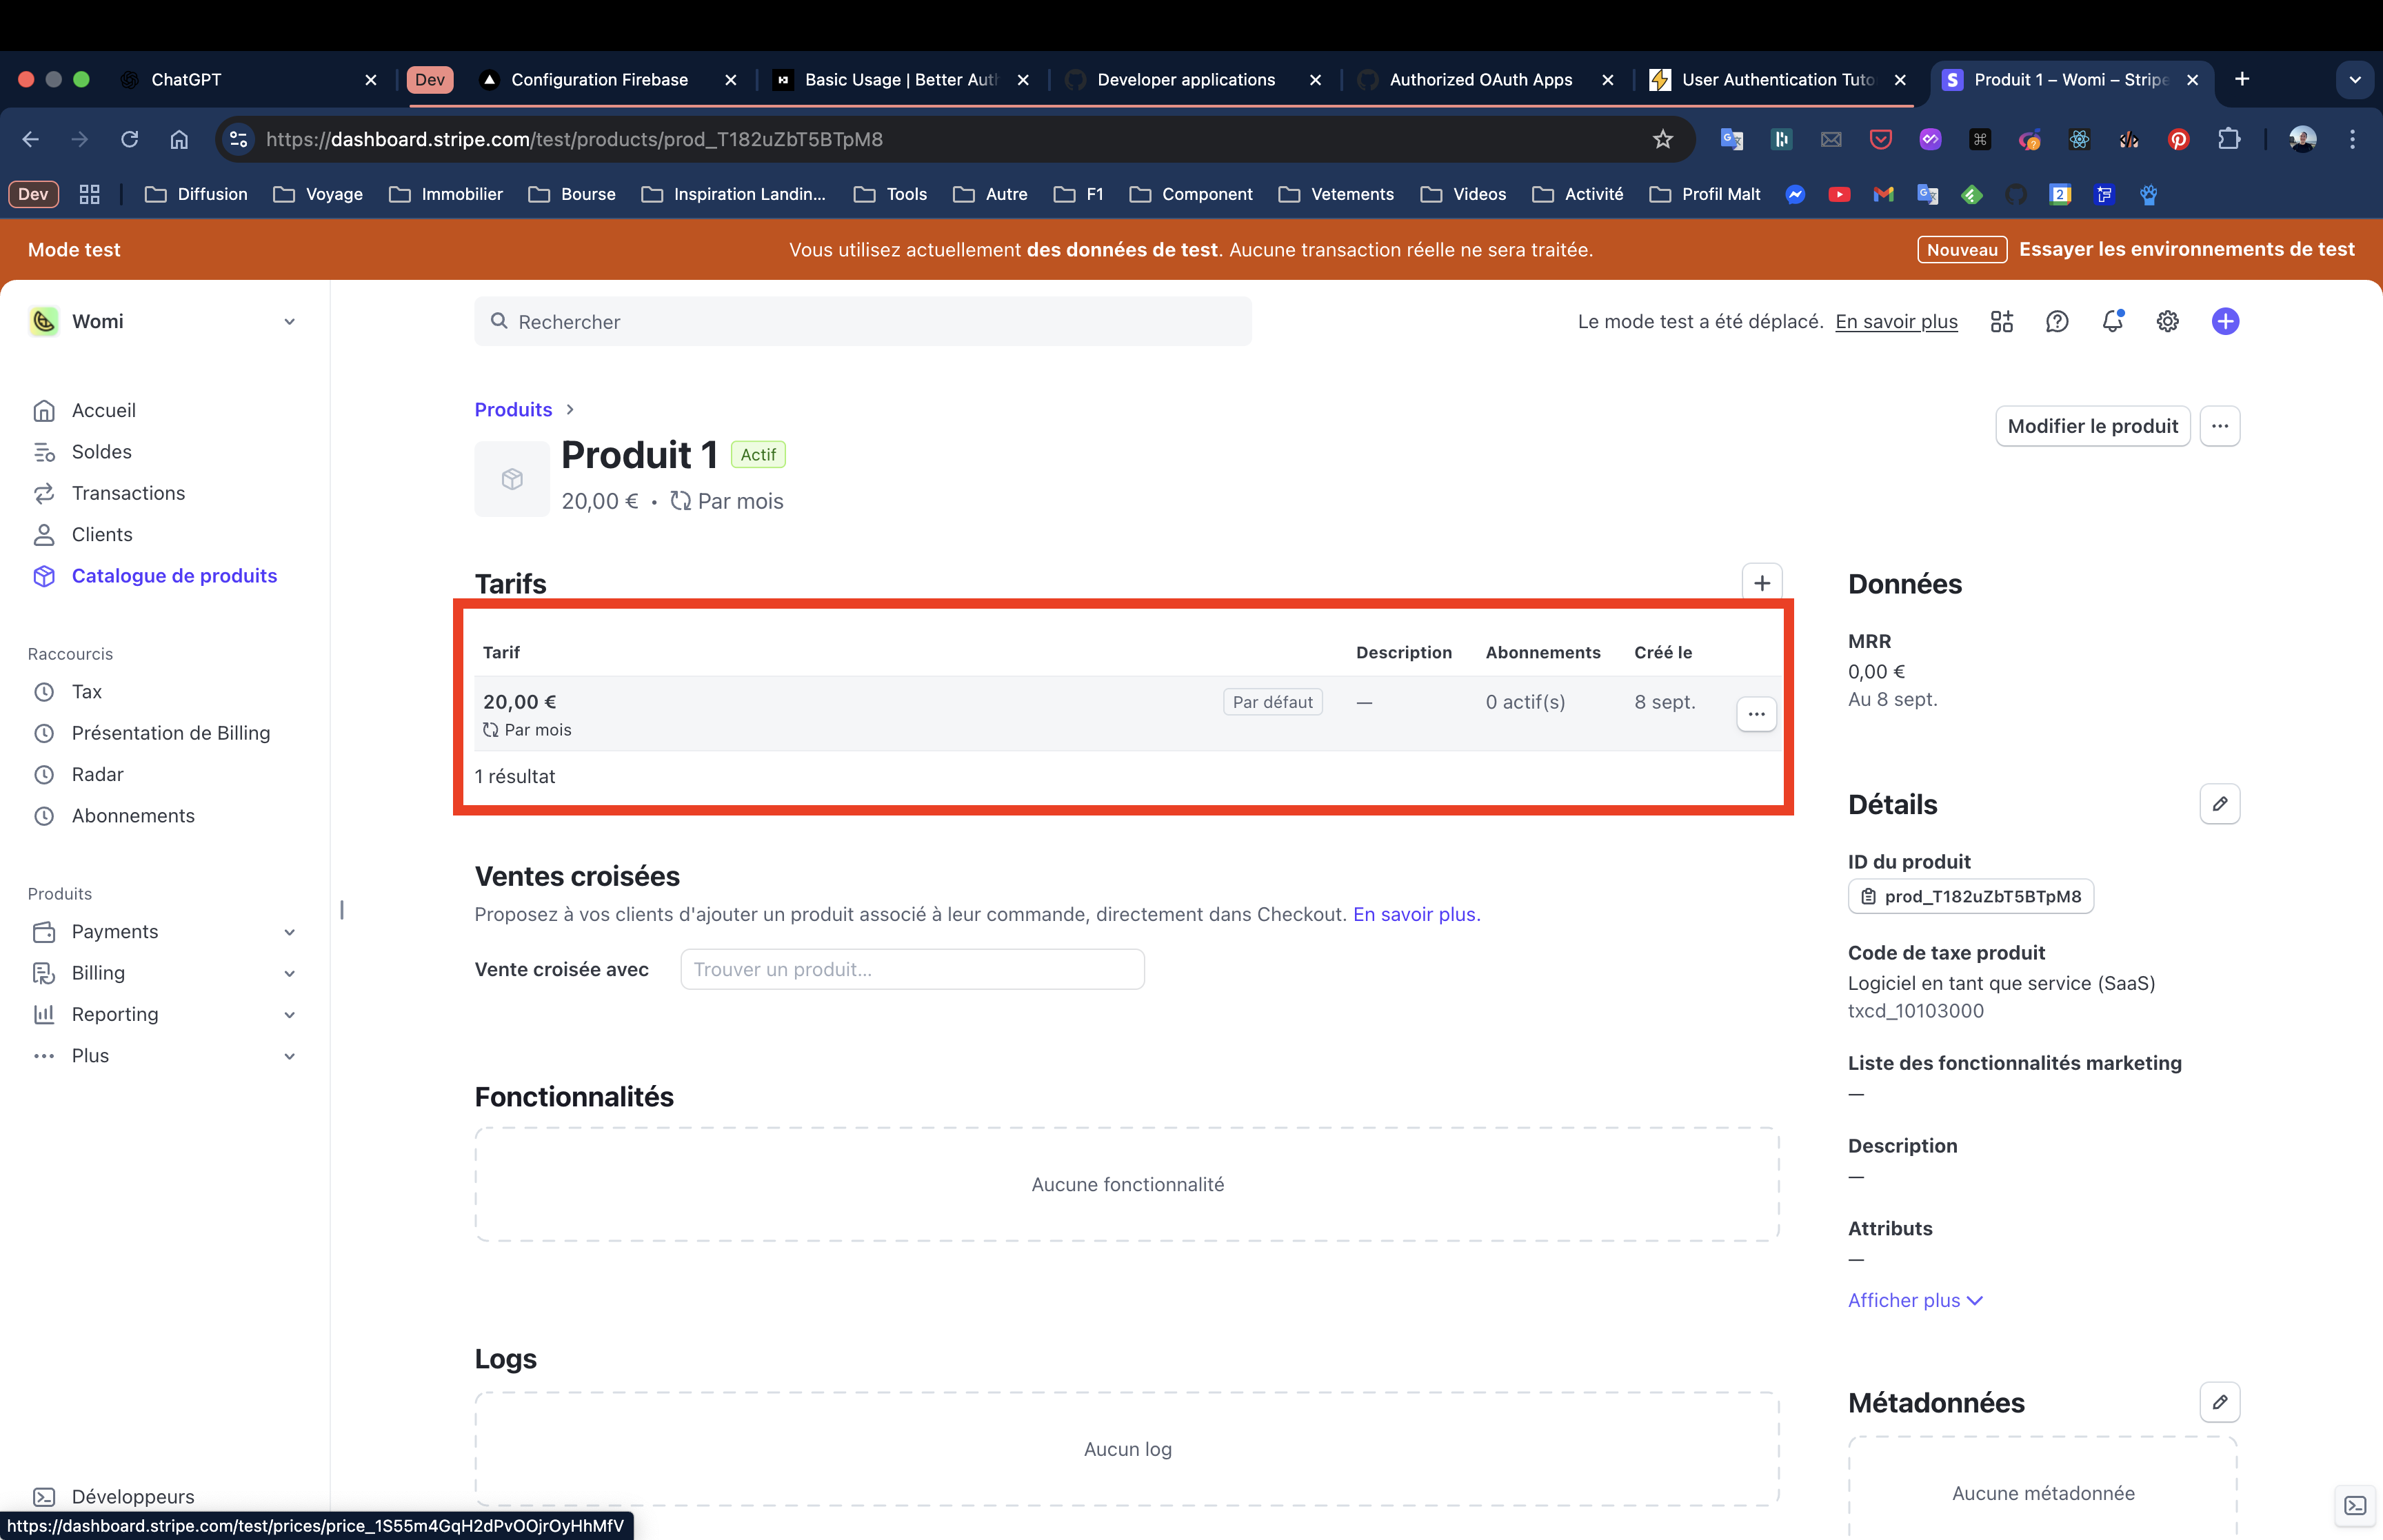 ChatGPT
Dev
Configuration Firebase
Basic Usage | Better Auth
Developer applications
Authorized OAuth Apps
User Authentication Tuto
Produit 1 – Womi – Stripe
https://dashboard.stripe.com/test/products/prod_T182uZbT5BTpM8
Dev
Diffusion
Voyage
Immobilier
Bourse
Inspiration Landin...
Tools
Autre
F1
Component
Vetements
Videos
Activité
Profil Malt
Mode test
Vous utilisez actuellement des données de test. Aucune transaction réelle ne sera traitée.
Nouveau
Essayer les environnements de test
Womi
Rechercher
Le mode test a été déplacé. En savoir plus
Accueil
Soldes
Transactions
Clients
Catalogue de produits
Raccourcis
Tax
Présentation de Billing
Radar
Abonnements
Produits
Payments
Billing
Reporting
Plus
Développeurs
Produits
Produit 1
Actif
20,00 € • Par mois
Modifier le produit
Tarifs
Tarif
Description
Abonnements
Créé le
20,00 €
Par mois
Par défaut
—
0 actif(s)
8 sept.
1 résultat
Ventes croisées
Proposez à vos clients d'ajouter un produit associé à leur commande, directement dans Checkout. En savoir plus.
Vente croisée avec
Trouver un produit...
Fonctionnalités
Aucune fonctionnalité
Logs
Aucun log
Données
MRR
0,00 €
Au 8 sept.
Détails
ID du produit
prod_T182uZbT5BTpM8
Code de taxe produit
Logiciel en tant que service (SaaS)
txcd_10103000
Liste des fonctionnalités marketing
—
Description
—
Attributs
—
Afficher plus
Métadonnées
Aucune métadonnée
https://dashboard.stripe.com/test/prices/price_1S55m4GqH2dPvOOjrOyHhMfV